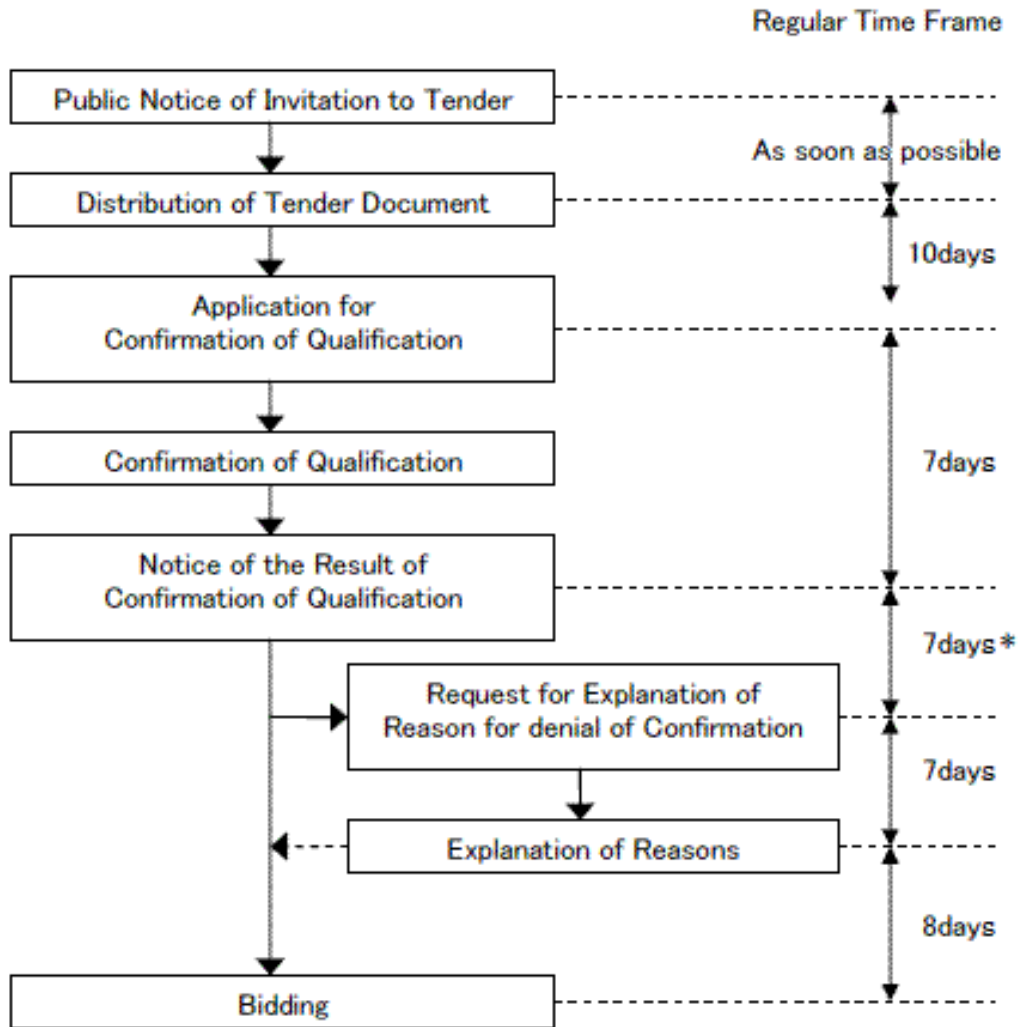 Regular Time Frame
Public Notice of Invitation to Tender
As soon as possible
Distribution of Tender Document
10days
Application for
Confirmation of Qualification
Confirmation of Qualification
7days
Notice of the Result of
Confirmation of Qualification
7days*
Request for Explanation of
Reason for denial of Confirmation
7days
Explanation of Reasons
8days
Bidding